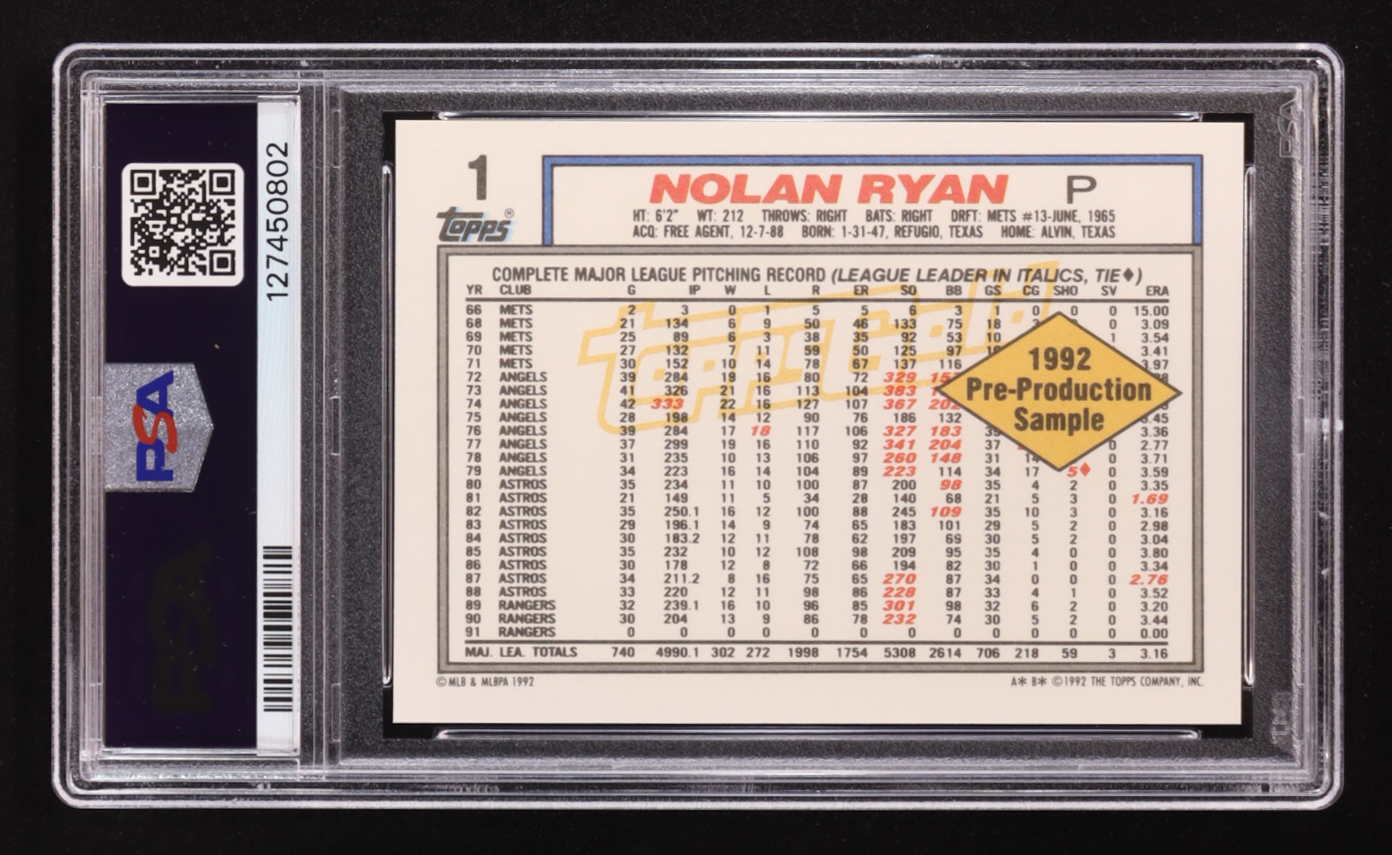 127450802
PSA
1
Topps®
NOLAN RYAN P
HT: 6'2" WT: 212 THROWS: RIGHT BATS: RIGHT DRFT: METS #13-JUNE, 1965
ACQ: FREE AGENT, 12-7-88 BORN: 1-31-47, REFUGIO, TEXAS HOME: ALVIN, TEXAS
COMPLETE MAJOR LEAGUE PITCHING RECORD (LEAGUE LEADER IN ITALICS, TIE♦)
YR CLUB G IP W L R ER SO BB GS CG SHO SV ERA
66 METS 2 3 0 1 5 5 6 3 1 0 0 0 15.00
68 METS 21 134 6 9 50 46 133 75 18 0 3.09
69 METS 25 89 6 3 38 35 92 53 10 1 3.54
70 METS 27 132 7 11 59 50 125 97 3.41
71 METS 30 152 10 14 78 67 137 116 3.97
72 ANGELS 39 284 19 16 80 72 329
73 ANGELS 41 326 21 16 113 104 383
74 ANGELS 42 333 22 16 127 107 367 202
75 ANGELS 28 198 14 12 90 76 186 132 3.45
76 ANGELS 39 284 17 18 117 106 327 183 39 3.36
77 ANGELS 37 299 19 16 110 92 341 204 37 0 2.77
78 ANGELS 31 235 10 13 106 97 260 148 31 14 0 3.71
79 ANGELS 34 223 16 14 104 89 223 114 34 17 5♦ 0 3.59
80 ASTROS 35 234 11 10 100 87 200 98 35 4 2 0 3.35
81 ASTROS 21 149 11 5 34 28 140 68 21 5 3 0 1.69
82 ASTROS 35 250.1 16 12 100 88 245 109 35 10 3 0 3.16
83 ASTROS 29 196.1 14 9 74 65 183 101 29 5 2 0 2.98
84 ASTROS 30 183.2 12 11 78 62 197 69 30 5 2 0 3.04
85 ASTROS 35 232 10 12 108 98 209 95 35 4 0 0 3.80
86 ASTROS 30 178 12 8 72 66 194 82 30 1 0 0 3.34
87 ASTROS 34 211.2 8 16 75 65 270 87 34 0 0 0 2.76
88 ASTROS 33 220 12 11 98 86 228 87 33 4 1 0 3.52
89 RANGERS 32 239.1 16 10 96 85 301 98 32 6 2 0 3.20
90 RANGERS 30 204 13 9 86 78 232 74 30 5 2 0 3.44
91 RANGERS 0 0 0 0 0 0 0 0 0 0 0 0 0.00
MAJ. LEA. TOTALS 740 4990.1 302 272 1998 1754 5308 2614 706 218 59 3 3.16
Topps Gold
1992
Pre-Production
Sample
© MLB & MLBPA 1992
A* B* © 1992 THE TOPPS COMPANY, INC.
PSA